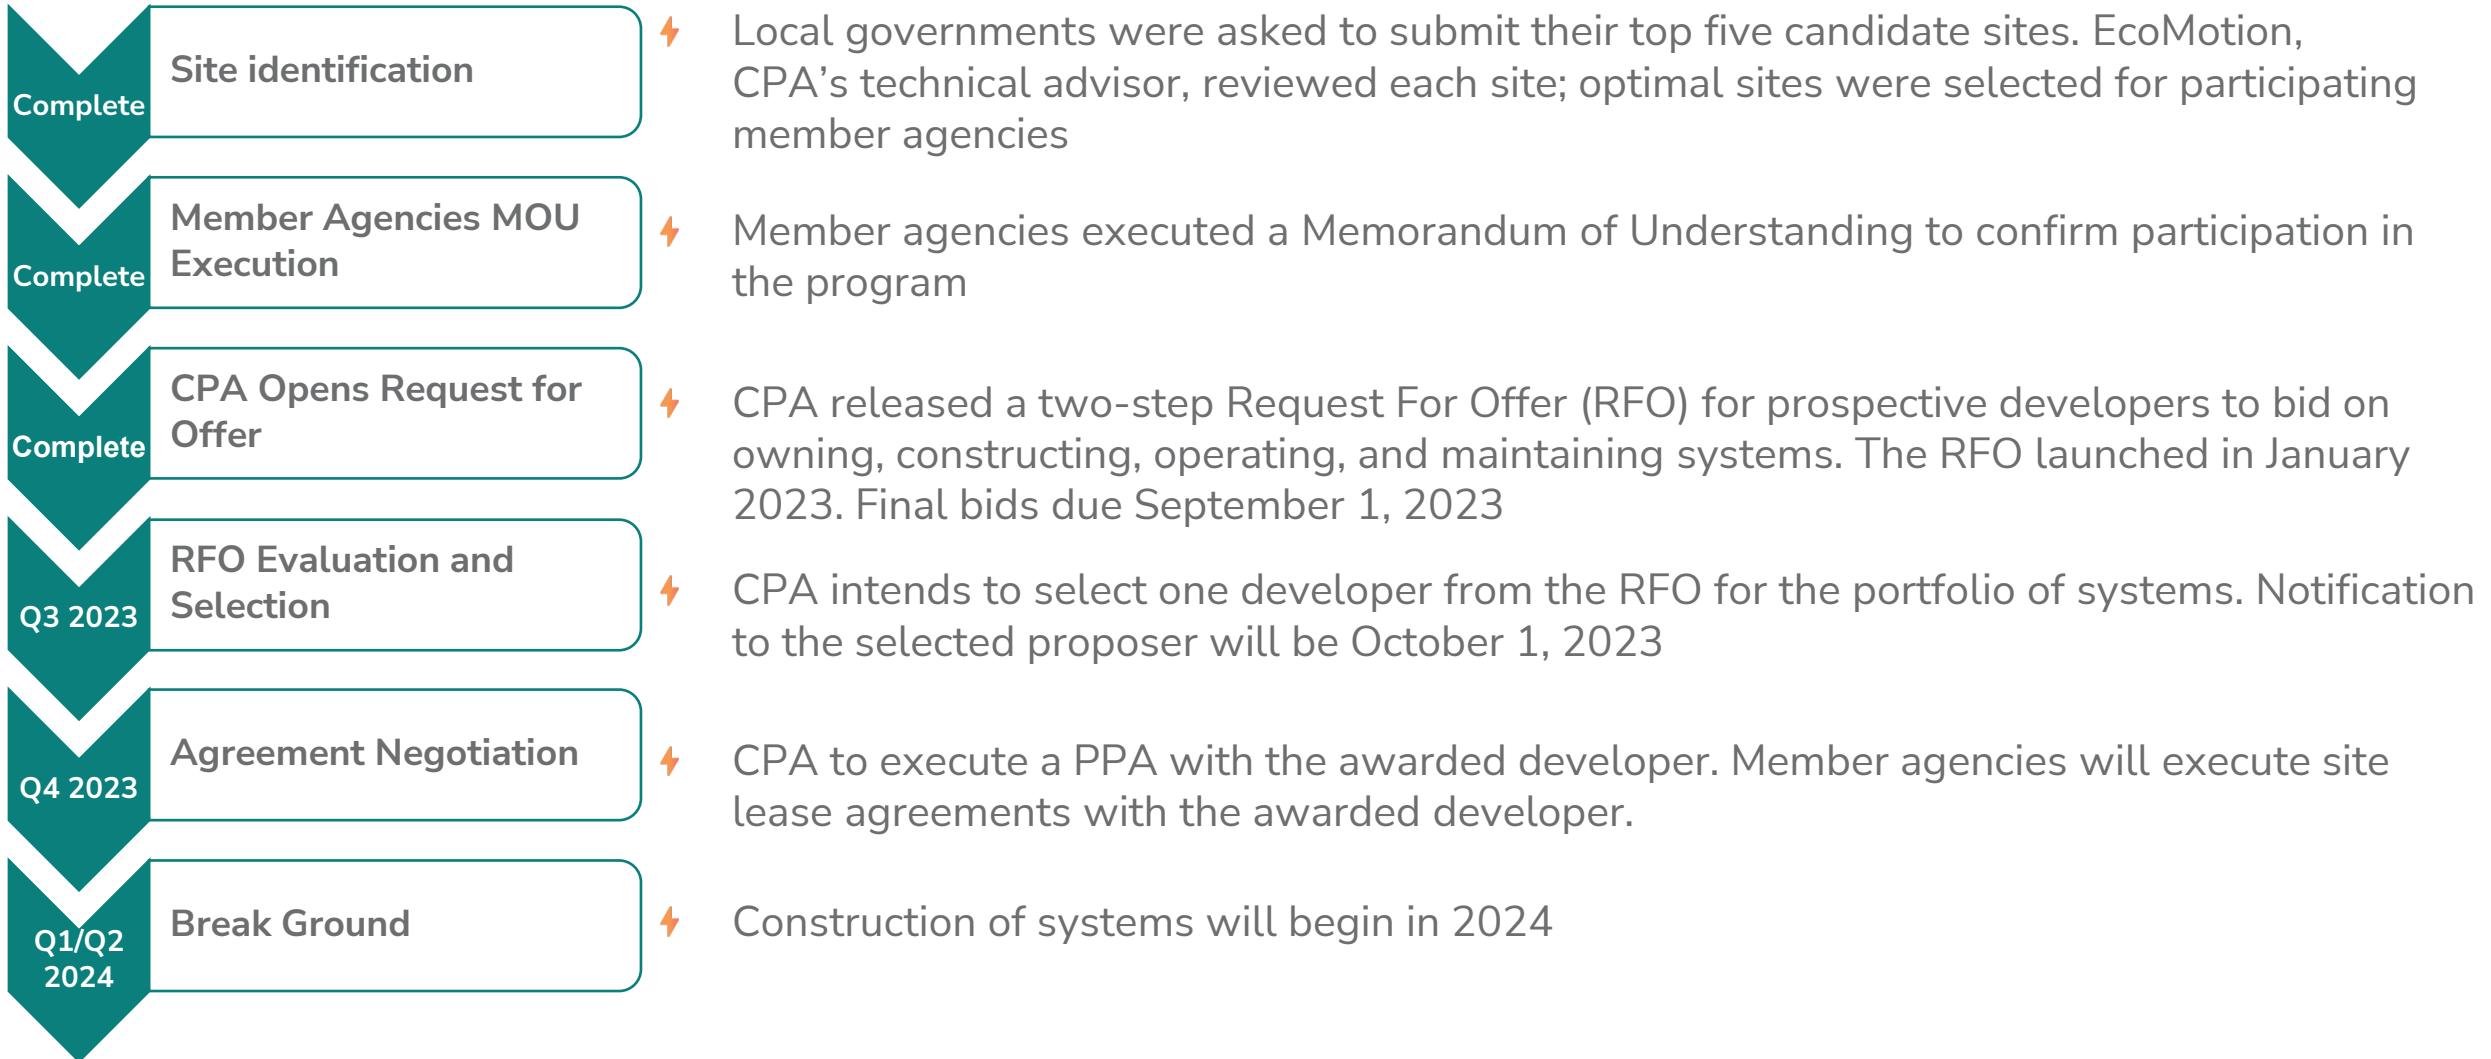 Complete
Site identification
Local governments were asked to submit their top five candidate sites. EcoMotion,
CPA’s technical advisor, reviewed each site; optimal sites were selected for participating
member agencies
Complete
Member Agencies MOU
Execution
Member agencies executed a Memorandum of Understanding to confirm participation in
the program
Complete
CPA Opens Request for
Offer
CPA released a two-step Request For Offer (RFO) for prospective developers to bid on
owning, constructing, operating, and maintaining systems. The RFO launched in January
2023. Final bids due September 1, 2023
Q3 2023
RFO Evaluation and
Selection
CPA intends to select one developer from the RFO for the portfolio of systems. Notification
to the selected proposer will be October 1, 2023
Q4 2023
Agreement Negotiation
CPA to execute a PPA with the awarded developer. Member agencies will execute site
lease agreements with the awarded developer.
Q1/Q2
2024
Break Ground
Construction of systems will begin in 2024